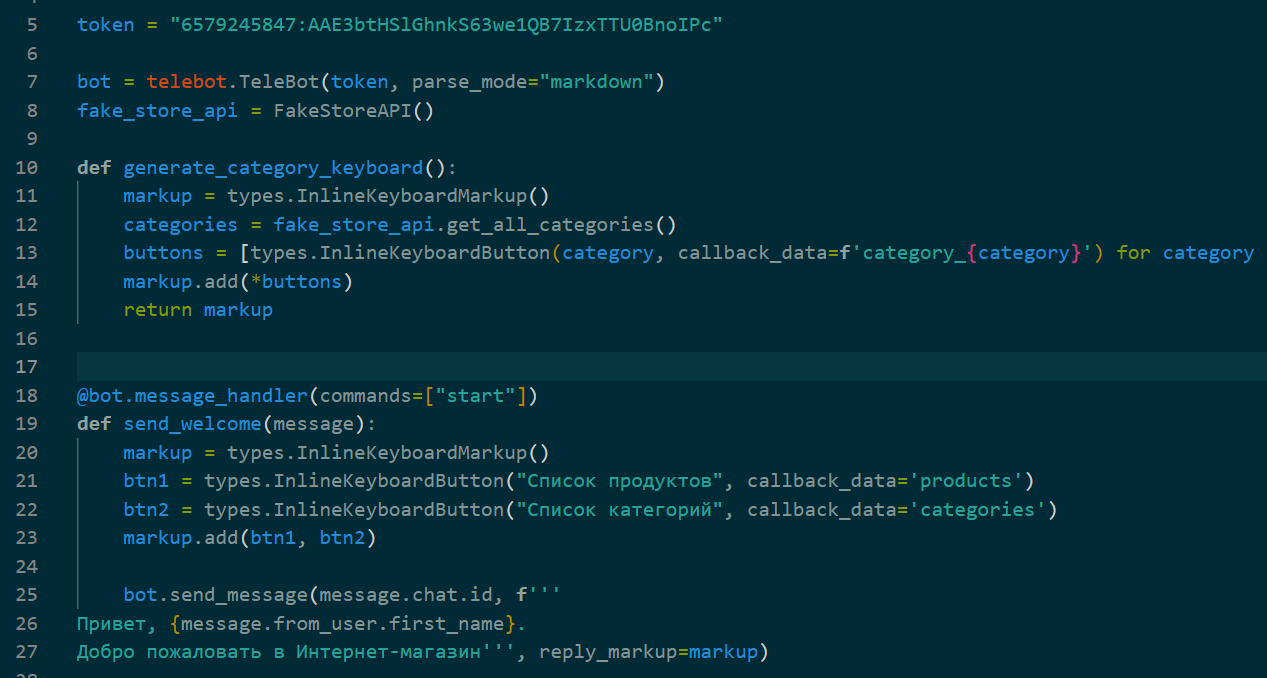 5 token = "6579245847:AAE3btHSlGhnkS63we1QB7IzxTTU0BnoIPc"
6
7 bot = telebot.TeleBot(token, parse_mode="markdown")
8 fake_store_api = FakeStoreAPI()
9
10 def generate_category_keyboard():
11     markup = types.InlineKeyboardMarkup()
12     categories = fake_store_api.get_all_categories()
13     buttons = [types.InlineKeyboardButton(category, callback_data=f'category_{category}') for category
14     markup.add(*buttons)
15     return markup
16
17
18 @bot.message_handler(commands=["start"])
19 def send_welcome(message):
20     markup = types.InlineKeyboardMarkup()
21     btn1 = types.InlineKeyboardButton("Список продуктов", callback_data='products')
22     btn2 = types.InlineKeyboardButton("Список категорий", callback_data='categories')
23     markup.add(btn1, btn2)
24
25     bot.send_message(message.chat.id, f'''
26 Привет, {message.from_user.first_name}.
27 Добро пожаловать в Интернет-магазин''', reply_markup=markup)